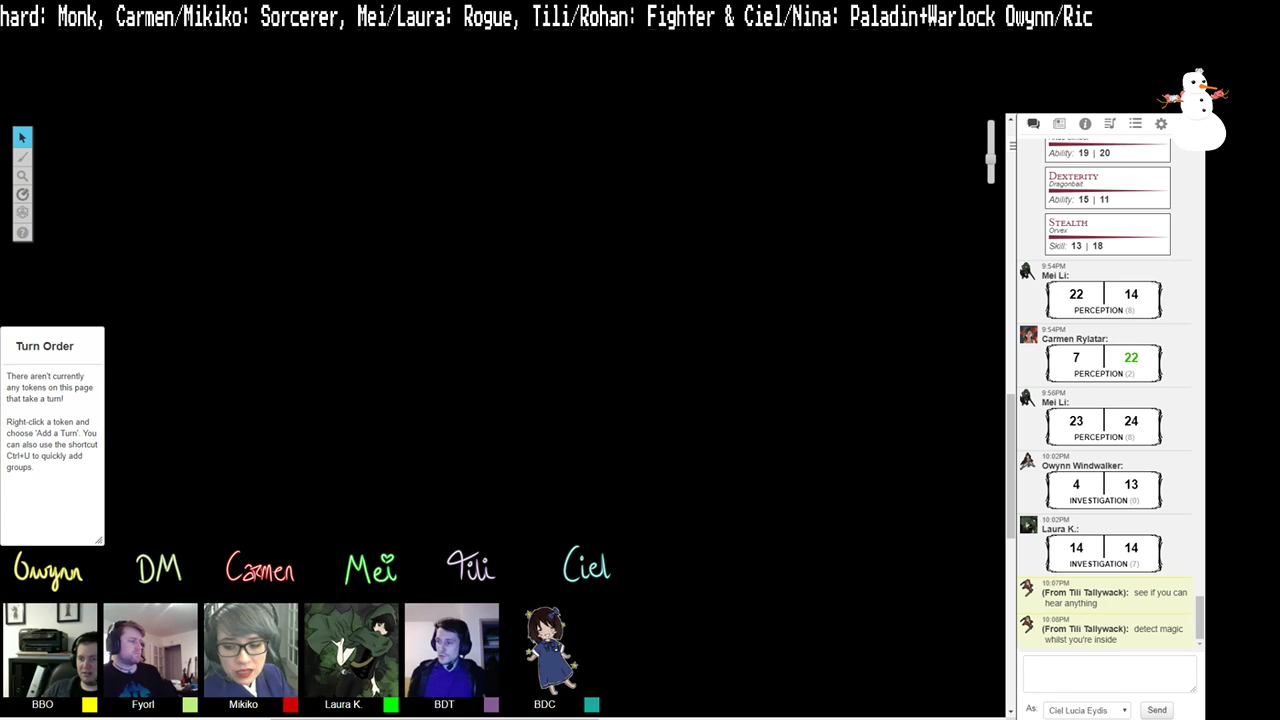 hard: Monk, Carmen/Mikiko: Sorcerer, Mei/Laura: Rogue, Tili/Rohan: Fighter & Ciel/Nina: Paladin+Warlock Owynn/Ric
Ability: 19 | 20
DEXTERITY
Dragonbait
Ability: 15 | 11
STEALTH
Orvex
Skill: 13 | 18
9:54PM
Mei Li:
22 14
PERCEPTION (8)
9:54PM
Carmen Rylatar:
7 22
PERCEPTION (2)
9:56PM
Mei Li:
23 24
PERCEPTION (8)
10:02PM
Owynn Windwalker:
4 13
INVESTIGATION (0)
10:02PM
Laura K.:
14 14
INVESTIGATION (7)
10:07PM
(From Tili Tallywack): see if you can
hear anything
10:08PM
(From Tili Tallywack): detect magic
whilst you're inside
As: Ciel Lucia Eydis Send
Turn Order
There aren't currently
any tokens on this page
that take a turn!
Right-click a token and
choose 'Add a Turn'. You
can also use the shortcut
Ctrl+U to quickly add
groups.
Owynn DM Carmen Mei Tili Ciel
BBO Fyorl Mikiko Laura K. BDT BDC